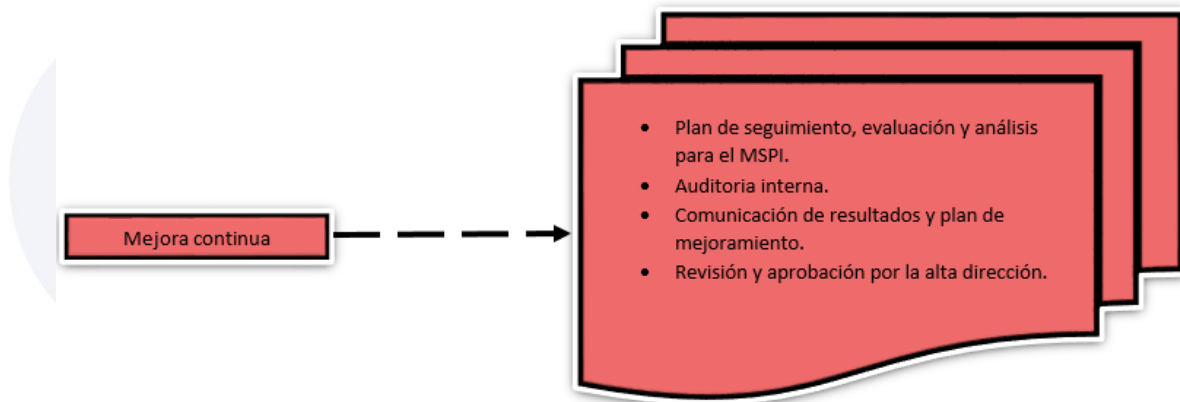 Mejora continua
• Plan de seguimiento, evaluación y análisis
para el MSPI.
• Auditoria interna.
• Comunicación de resultados y plan de
mejoramiento.
• Revisión y aprobación por la alta dirección.